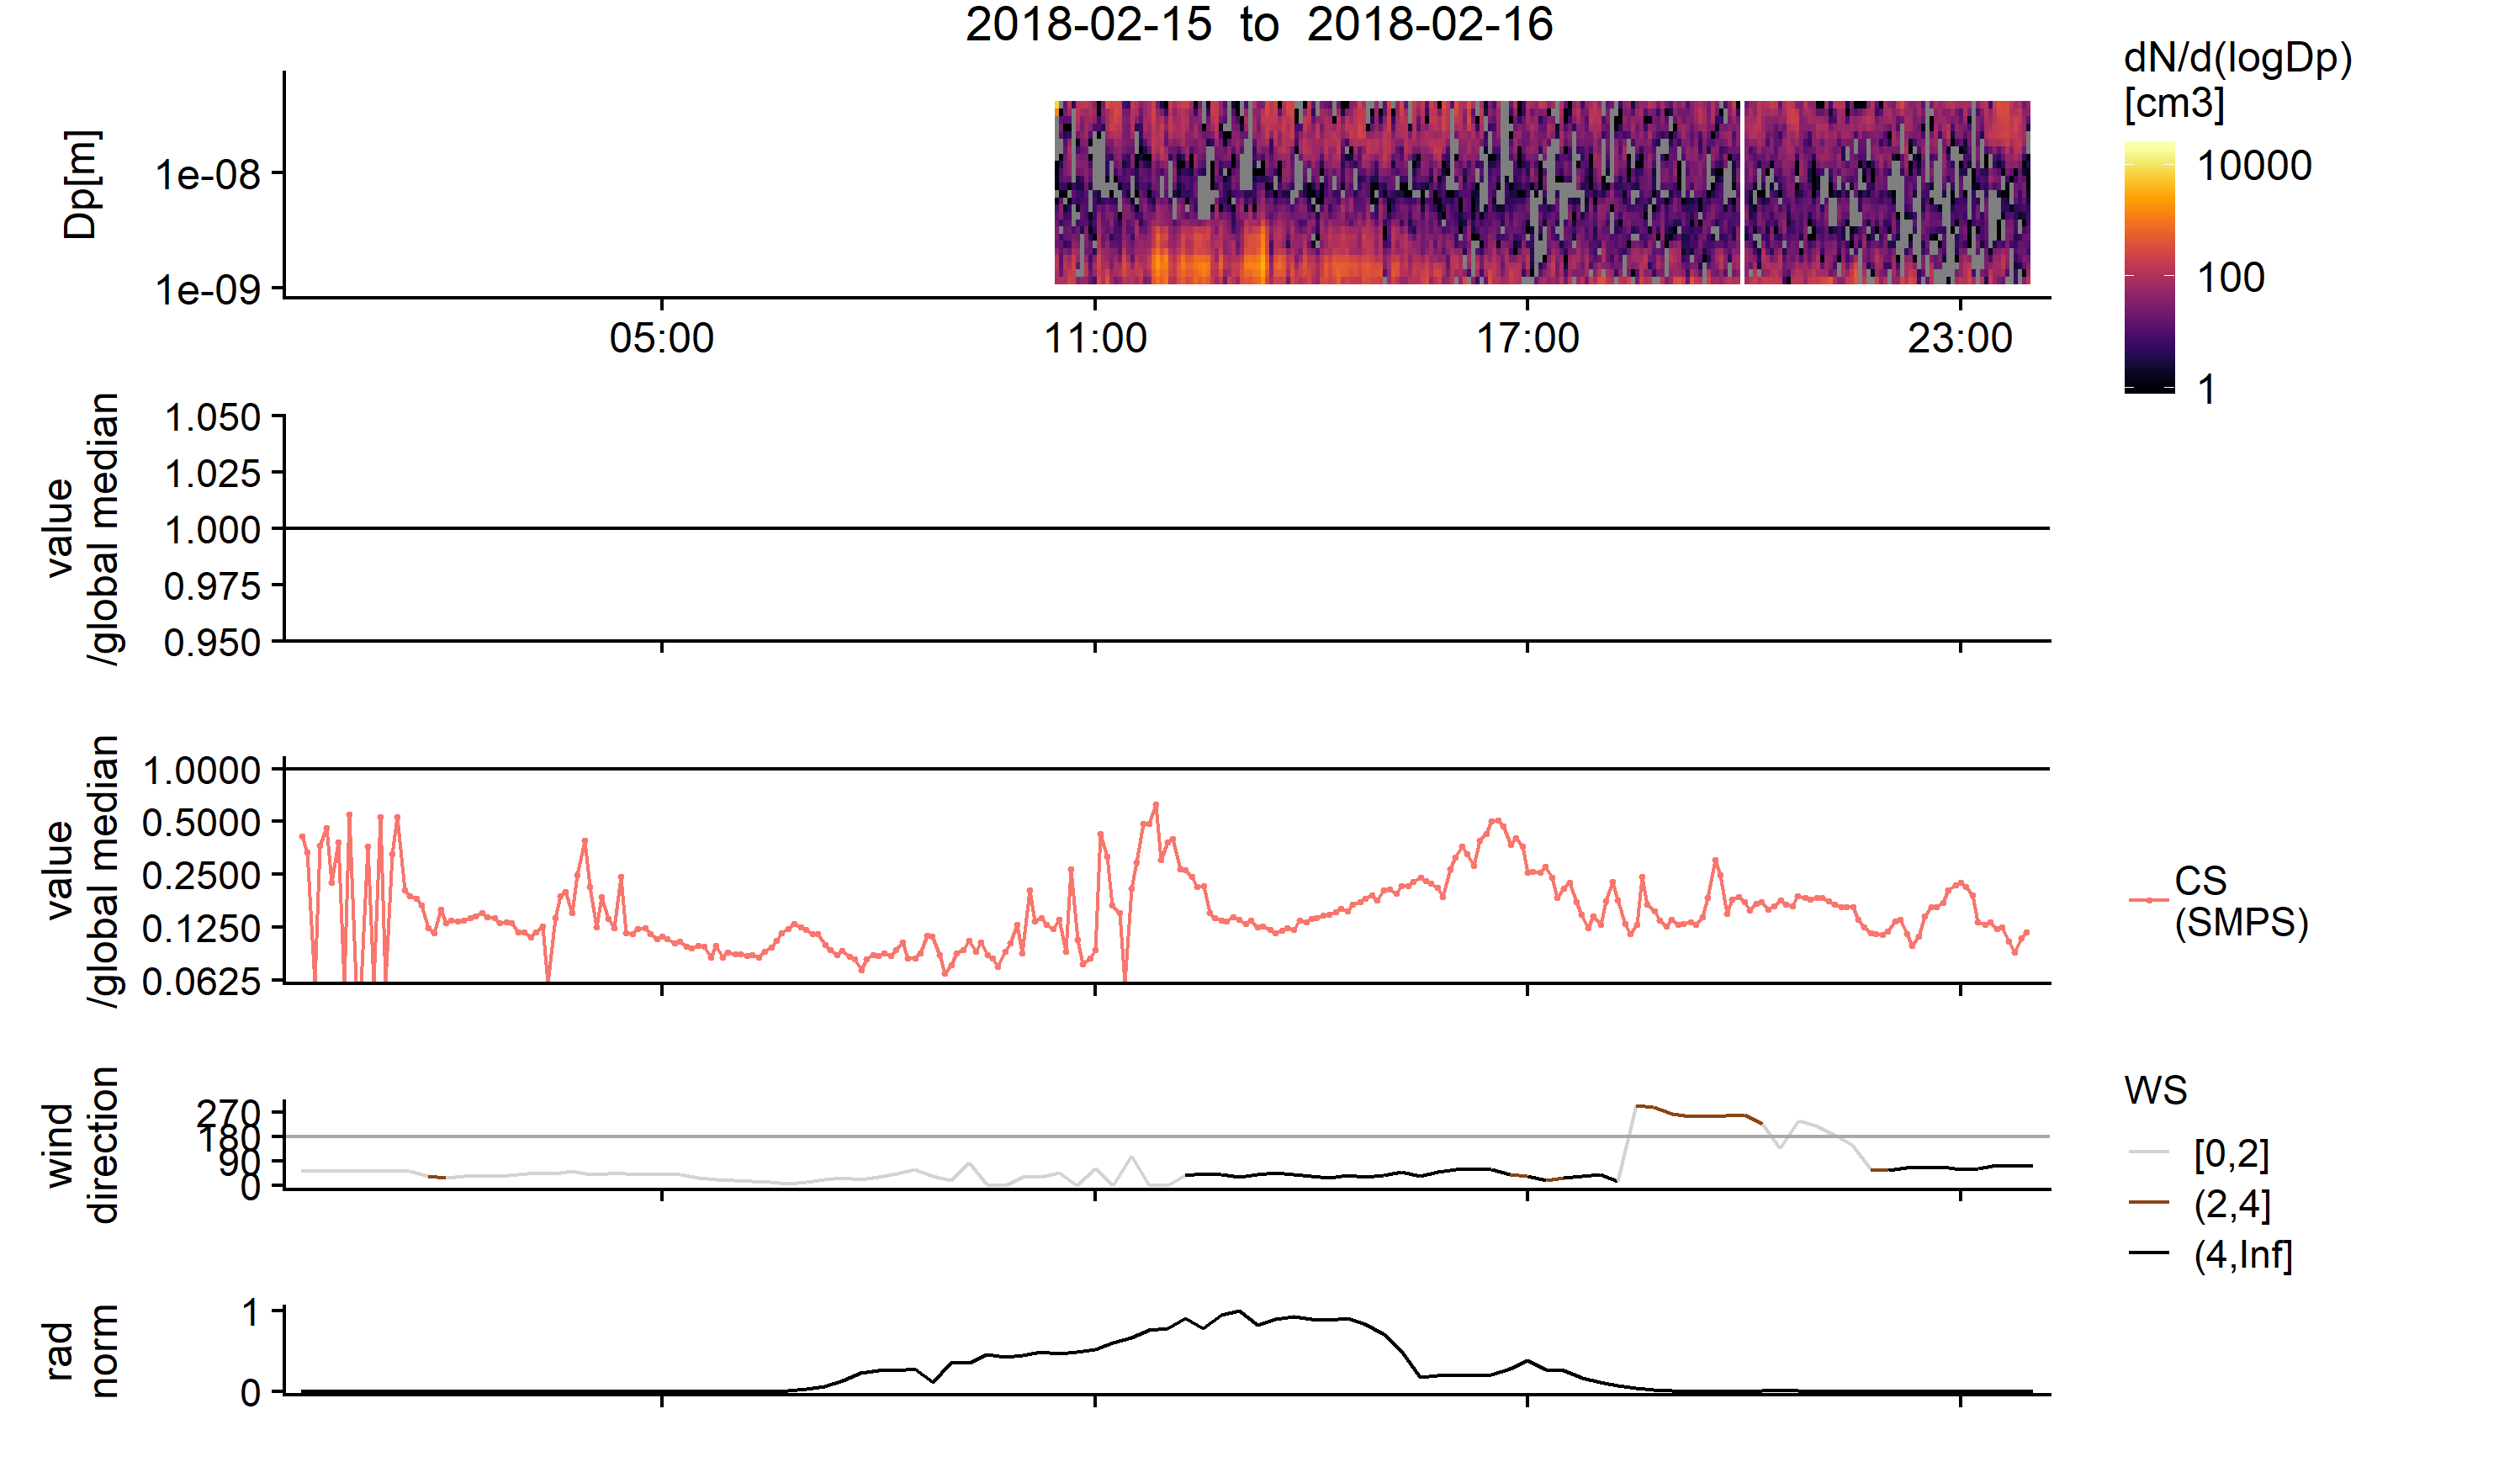 2018-02-15 to 2018-02-16
dN/d(logDp)
[cm3]
10000
100
1
Dp[m]
1e-08
1e-09
05:00
11:00
17:00
23:00
value
/global median
1.050
1.025
1.000
0.975
0.950
value
/global median
1.0000
0.5000
0.2500
0.1250
0.0625
CS
(SMPS)
wind
direction
270
180
90
0
WS
[0,2]
(2,4]
(4,Inf]
rad
norm
1
0